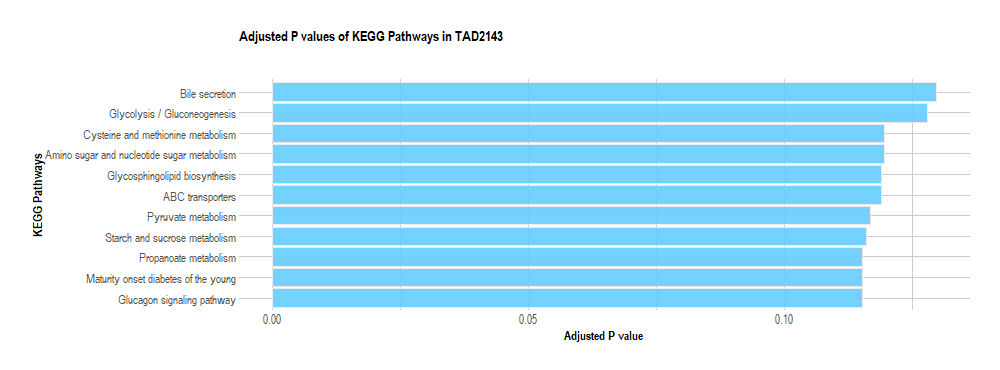 Adjusted P values of KEGG Pathways in TAD2143
KEGG Pathways
Bile secretion
Glycolysis / Gluconeogenesis
Cysteine and methionine metabolism
Amino sugar and nucleotide sugar metabolism
Glycosphingolipid biosynthesis
ABC transporters
Pyruvate metabolism
Starch and sucrose metabolism
Propanoate metabolism
Maturity onset diabetes of the young
Glucagon signaling pathway
0.00 0.05 0.10
Adjusted P value